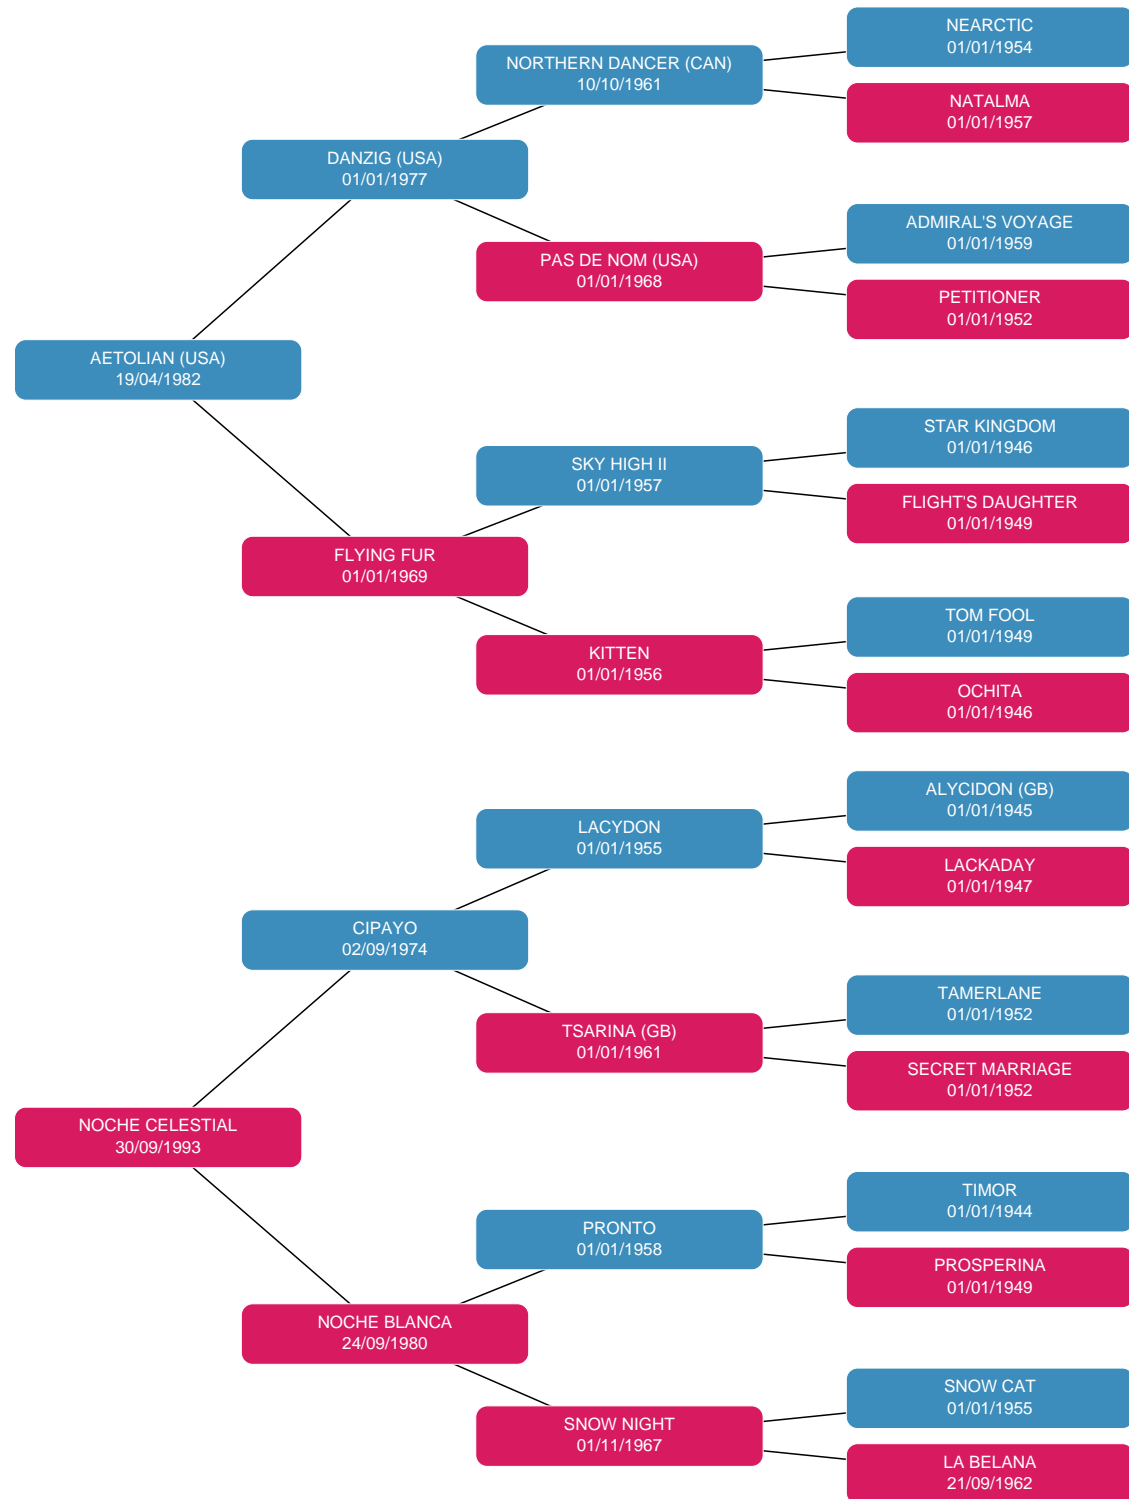 NEARCTIC
01/01/1954
NORTHERN DANCER (CAN)
10/10/1961
NATALMA
01/01/1957
DANZIG (USA)
01/01/1977
ADMIRAL'S VOYAGE
01/01/1959
PAS DE NOM (USA)
01/01/1968
PETITIONER
01/01/1952
AETOLIAN (USA)
19/04/1982
STAR KINGDOM
01/01/1946
SKY HIGH II
01/01/1957
FLIGHT'S DAUGHTER
01/01/1949
FLYING FUR
01/01/1969
TOM FOOL
01/01/1949
KITTEN
01/01/1956
OCHITA
01/01/1946
ALYCIDON (GB)
01/01/1945
LACYDON
01/01/1955
LACKADAY
01/01/1947
CIPAYO
02/09/1974
TAMERLANE
01/01/1952
TSARINA (GB)
01/01/1961
SECRET MARRIAGE
01/01/1952
NOCHE CELESTIAL
30/09/1993
TIMOR
01/01/1944
PRONTO
01/01/1958
PROSPERINA
01/01/1949
NOCHE BLANCA
24/09/1980
SNOW CAT
01/01/1955
SNOW NIGHT
01/11/1967
LA BELANA
21/09/1962